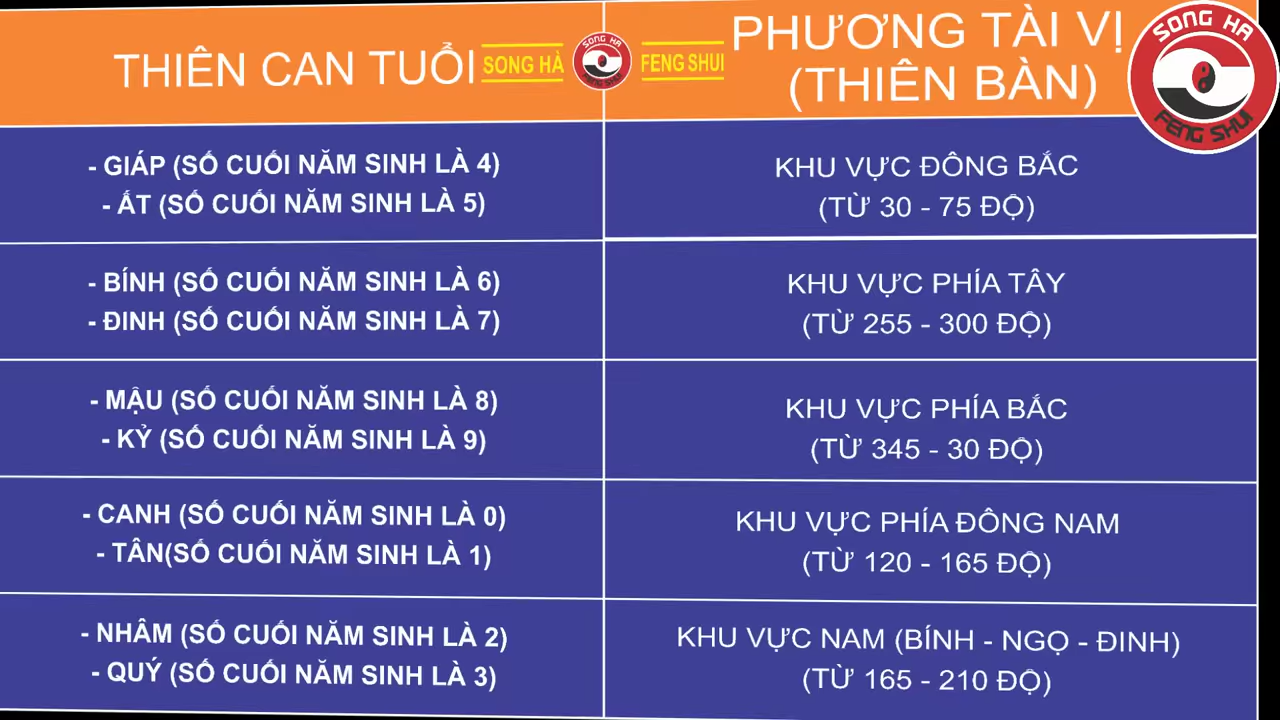 THIÊN CAN TUỔI
SONG HÀ
FENG SHUI
FENG SHUI
PHƯƠNG TÀI VỊ
(THIÊN BÀN)
SONG HA
FENG SHUI
- GIÁP (SỐ CUỐI NĂM SINH LÀ 4)
- ẤT (SỐ CUỐI NĂM SINH LÀ 5)
KHU VỰC ĐÔNG BẮC
(TỪ 30 - 75 ĐỘ)
- BÍNH (SỐ CUỐI NĂM SINH LÀ 6)
- ĐINH (SỐ CUỐI NĂM SINH LÀ 7)
KHU VỰC PHÍA TÂY
(TỪ 255 - 300 ĐỘ)
- MẬU (SỐ CUỐI NĂM SINH LÀ 8)
- KỶ (SỐ CUỐI NĂM SINH LÀ 9)
KHU VỰC PHÍA BẮC
(TỪ 345 - 30 ĐỘ)
- CANH (SỐ CUỐI NĂM SINH LÀ 0)
- TÂN(SỐ CUỐI NĂM SINH LÀ 1)
KHU VỰC PHÍA ĐÔNG NAM
(TỪ 120 - 165 ĐỘ)
- NHÂM (SỐ CUỐI NĂM SINH LÀ 2)
- QUÝ (SỐ CUỐI NĂM SINH LÀ 3)
KHU VỰC NAM (BÍNH - NGỌ - ĐINH)
(TỪ 165 - 210 ĐỘ)